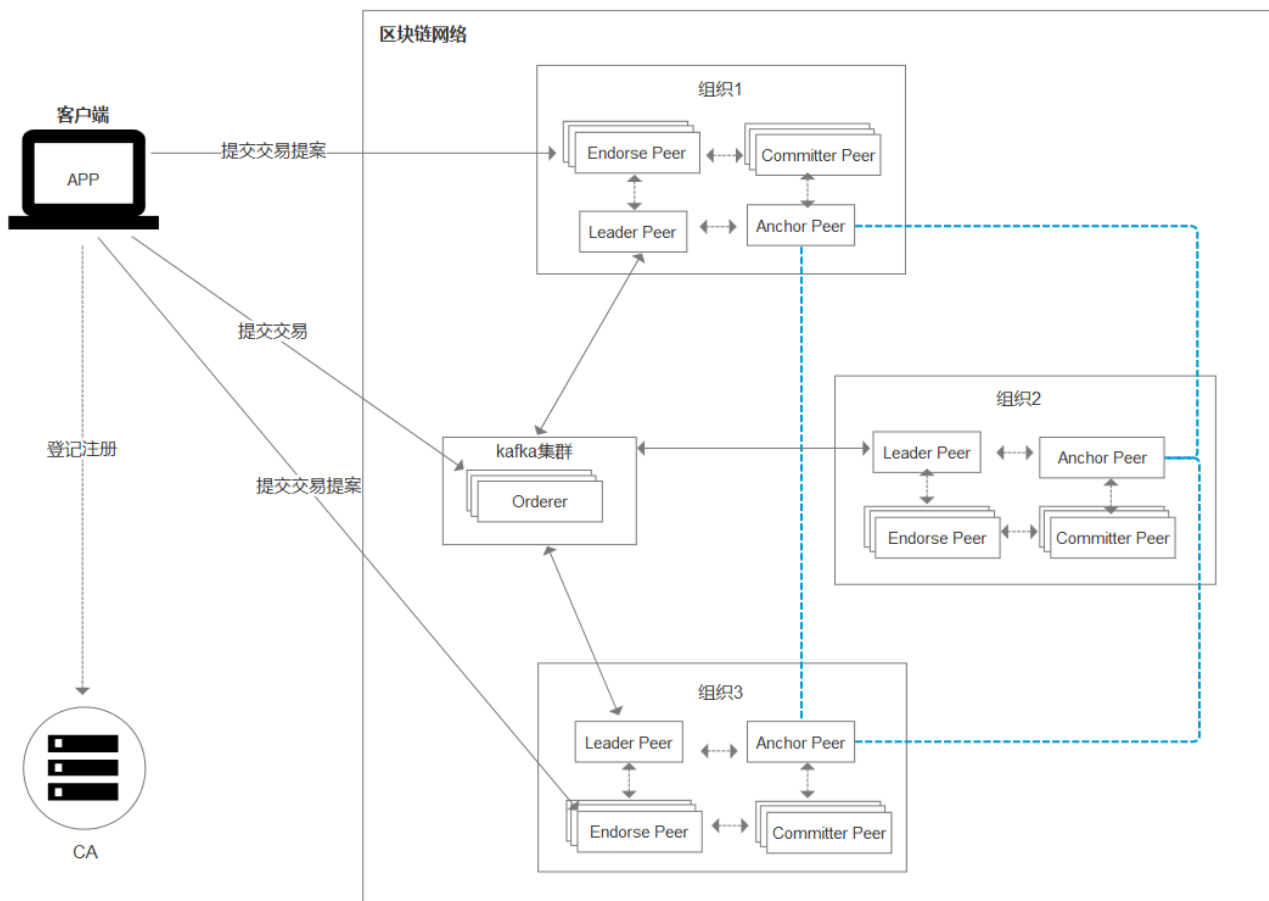 区块链网络
客户端
APP
提交交易提案
提交交易
提交交易提案
登记注册
CA
组织1
Endorse Peer
Committer Peer
Leader Peer
Anchor Peer
kafka集群
Orderer
组织2
Leader Peer
Anchor Peer
Endorse Peer
Committer Peer
组织3
Leader Peer
Anchor Peer
Endorse Peer
Committer Peer